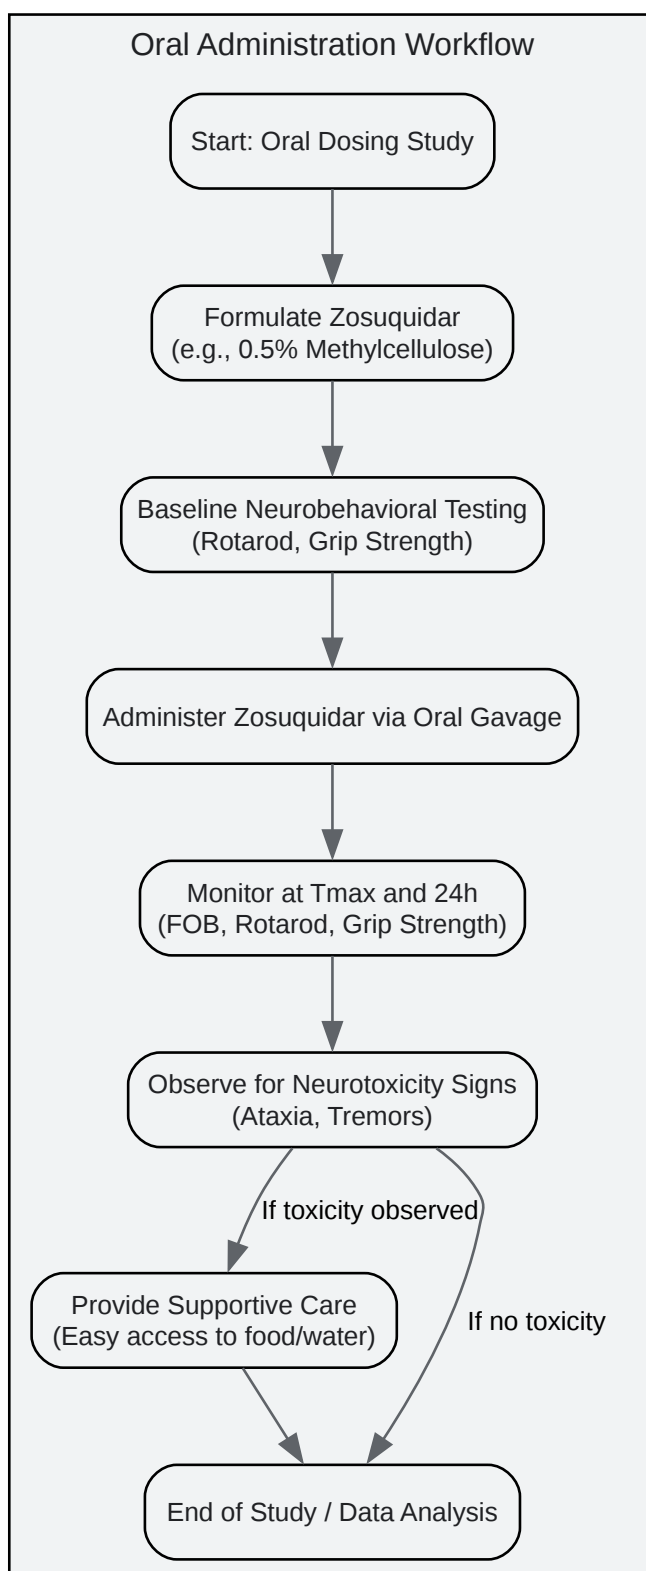 Oral Administration Workflow
Start: Oral Dosing Study
Formulate Zosuquidar
(e.g., 0.5% Methylcellulose)
Baseline Neurobehavioral Testing
(Rotarod, Grip Strength)
Administer Zosuquidar via Oral Gavage
Monitor at Tmax and 24h
(FOB, Rotarod, Grip Strength)
Observe for Neurotoxicity Signs
(Ataxia, Tremors)
If toxicity observed
Provide Supportive Care
(Easy access to food/water)
If no toxicity
End of Study / Data Analysis